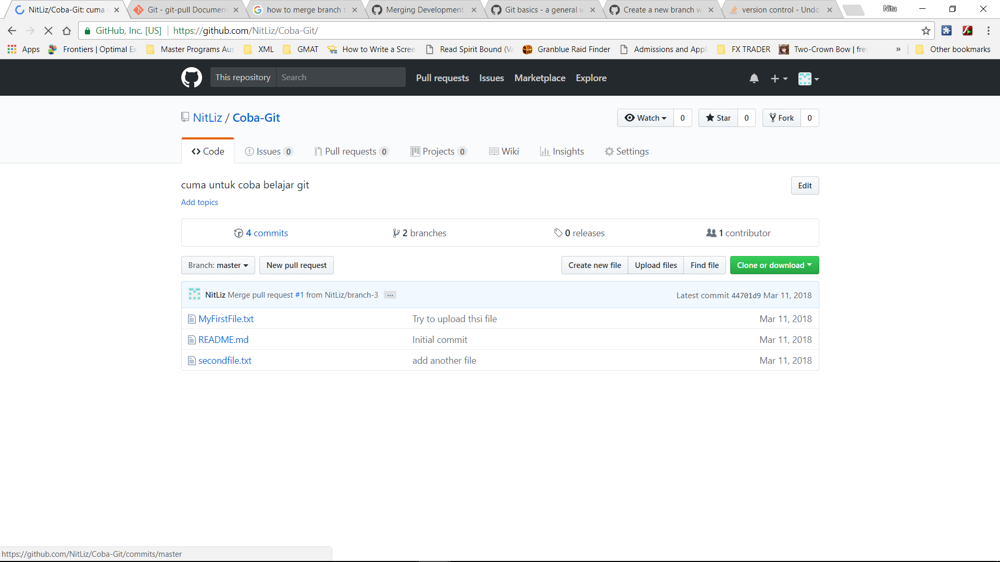 NitLiz/Coba-Git: cuma
Git - git-pull Document
how to merge branch t
Merging Development
Git basics - a general w
Create a new branch w
version control - Undo
Nita
GitHub, Inc. [US]
https://github.com/NitLiz/Coba-Git/
Apps
Frontiers | Optimal Ex
Master Programs Aus
XML
GMAT
How to Write a Scree
Read Spirit Bound (Va
Granblue Raid Finder
Admissions and Appli
FX TRADER
Two-Crown Bow | freu
»
Other bookmarks
This repository
Search
Pull requests
Issues
Marketplace
Explore
NitLiz / Coba-Git
Watch 0
Star 0
Fork 0
Code
Issues 0
Pull requests 0
Projects 0
Wiki
Insights
Settings
cuma untuk coba belajar git
Edit
Add topics
4 commits
2 branches
0 releases
1 contributor
Branch: master
New pull request
Create new file
Upload files
Find file
Clone or download
NitLiz Merge pull request #1 from NitLiz/branch-3 ...
Latest commit 44701d9 Mar 11, 2018
MyFirstFile.txt
Try to upload thsi file
Mar 11, 2018
README.md
Initial commit
Mar 11, 2018
secondfile.txt
add another file
Mar 11, 2018
https://github.com/NitLiz/Coba-Git/commits/master